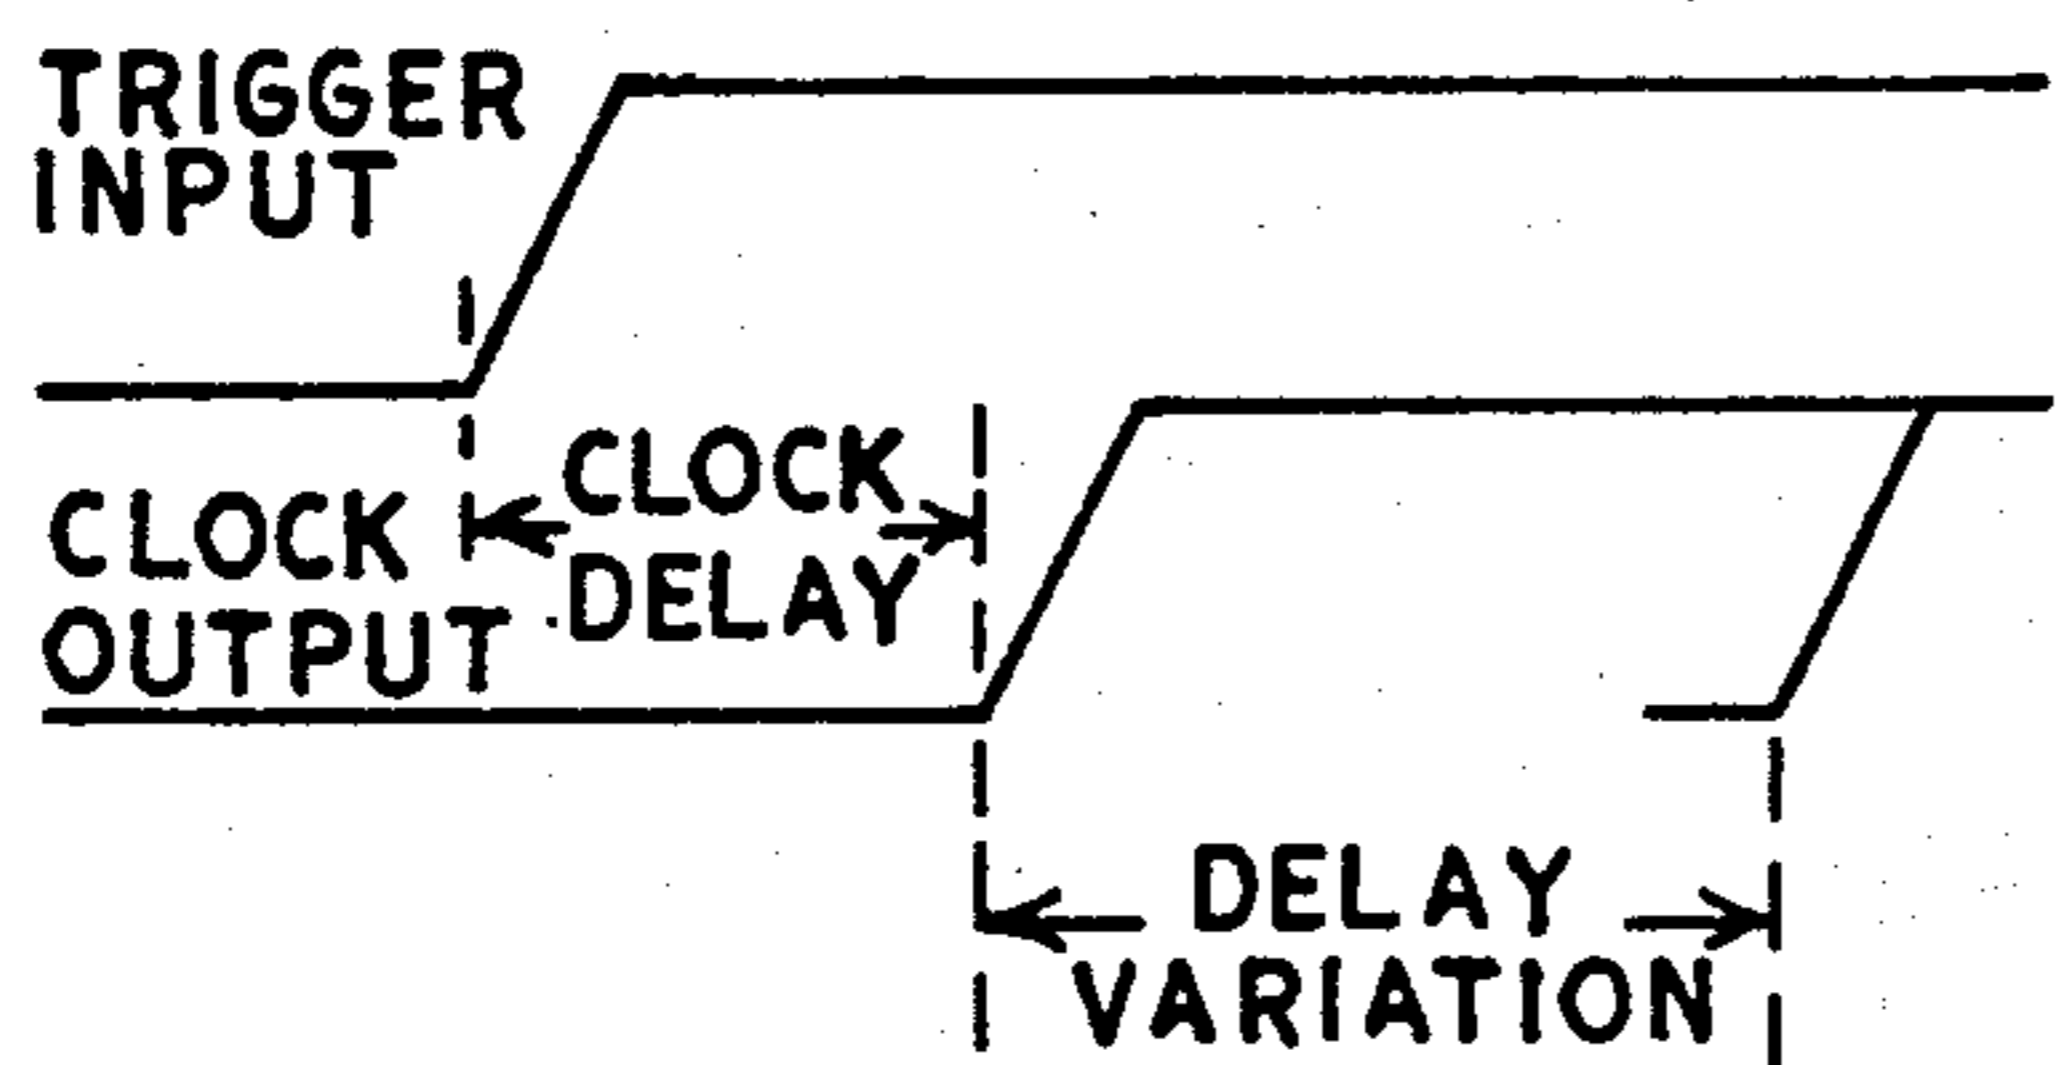 TRIGGER
INPUT
CLOCK
DELAY
CLOCK
OUTPUT
DELAY
VARIATION